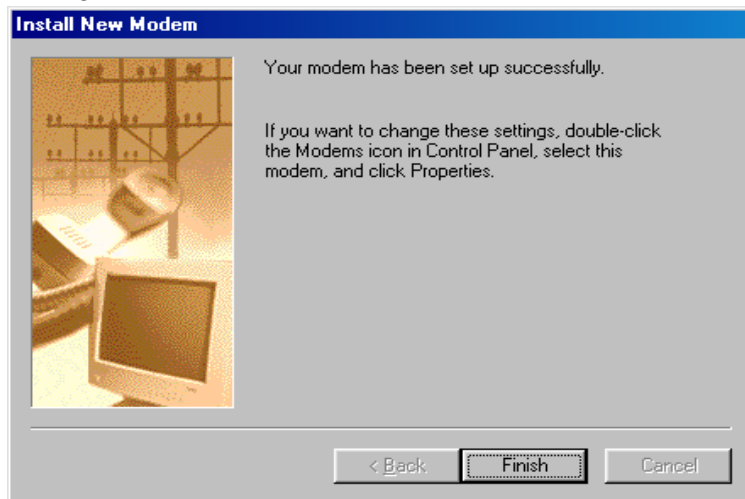 Install New Modem
Your modem has been set up successfully.
If you want to change these settings, double-click
the Modems icon in Control Panel, select this
modem, and click Properties.
< Back
Finish
Cancel